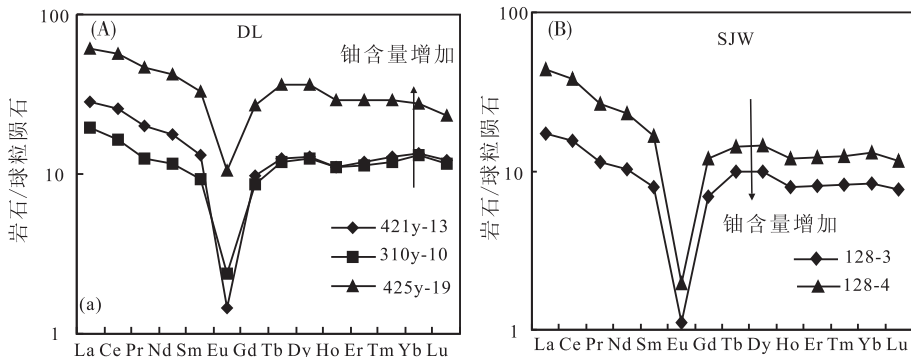 (A)
DL
铀含量增加
100
10
1
岩石/球粒陨石
421y-13
310y-10
425y-19
(a)
La Ce Pr Nd Sm Eu Gd Tb Dy Ho Er Tm Yb Lu
(B)
SJW
100
10
1
岩石/球粒陨石
铀含量增加
128-3
128-4
La Ce Pr Nd Sm Eu Gd Tb Dy Ho Er Tm Yb Lu